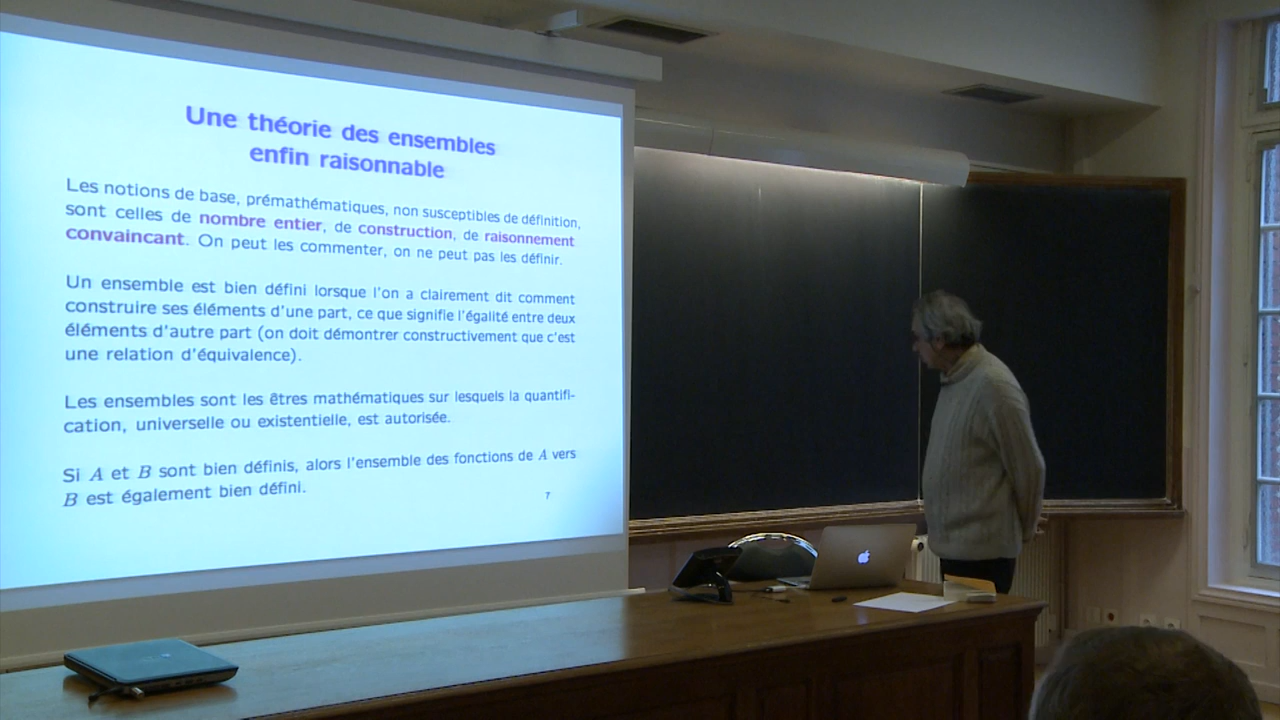 Une théorie des ensembles
enfin raisonnable
Les notions de base, prémathématiques, non susceptibles de définition,
sont celles de nombre entier, de construction, de raisonnement
convaincant. On peut les commenter, on ne peut pas les définir.
Un ensemble est bien défini lorsque l'on a clairement dit comment
construire ses éléments d'une part, ce que signifie l'égalité entre deux
éléments d'autre part (on doit démontrer constructivement que c'est
une relation d'équivalence).
Les ensembles sont les êtres mathématiques sur lesquels la quantifi-
cation, universelle ou existentielle, est autorisée.
Si A et B sont bien définis, alors l'ensemble des fonctions de A vers
B est également bien défini.
7